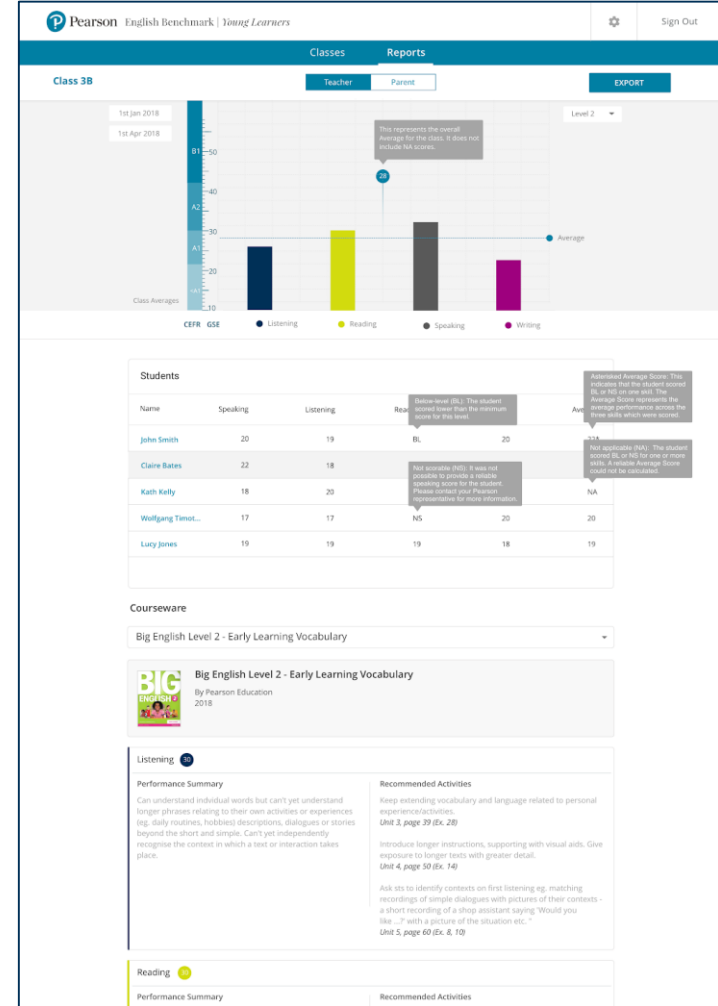 Pearson English Benchmark | Young Learners
Sign Out
Classes Reports
Class 3B
Teacher Parent
EXPORT
1st Jan 2018
1st Apr 2018
Level 2
This represents the overall
Average for the class. It does not
include NA scores.
B1
50
28
40
A2
30
Average
A1
20
<A1
Class Averages
10
CEFR GSE
Listening
Reading
Speaking
Writing
Students
Asterisked Average Score: This
indicates that the student scored
BL or NS on one skill. The
Average Score represents the
average performance across the
three skills which were scored.
Below-level (BL): The student
scored lower than the minimum
score for this level.
Name Speaking Listening
John Smith 20 19 BL 20
Not applicable (NA): The student
scored BL or NS for one or more
skills. A reliable Average Score
could not be calculated.
Claire Bates 22 18
Not scorable (NS): It was not
possible to provide a reliable
speaking score for the student.
Please contact your Pearson
representative for more information.
Kath Kelly 18 20 NA
Wolfgang Timot... 17 17 NS 20 20
Lucy Jones 19 19 19 18 19
Courseware
Big English Level 2 - Early Learning Vocabulary
BIG
ENGLISH
Big English Level 2 - Early Learning Vocabulary
By Pearson Education
2018
Listening 30
Performance Summary
Can understand individual words but can't yet understand
longer phrases relating to their own activities or experiences
(eg. daily routines, hobbies) descriptions, dialogues or stories
beyond the short and simple. Can't yet independently
recognise the context in which a text or interaction takes
place.
Recommended Activities
Keep extending vocabulary and language related to personal
experience/activities.
Unit 3, page 39 (Ex. 28)
Introduce longer instructions, supporting with visual aids. Give
exposure to longer texts with greater detail.
Unit 4, page 50 (Ex. 14)
Ask sts to identify contexts on first listening eg. matching
recordings of simple dialogues with pictures of their contexts -
a short recording of a shop assistant saying 'Would you
like ...?' with a picture of the situation etc. "
Unit 5, page 60 (Ex. 8, 10)
Reading
Performance Summary
Recommended Activities